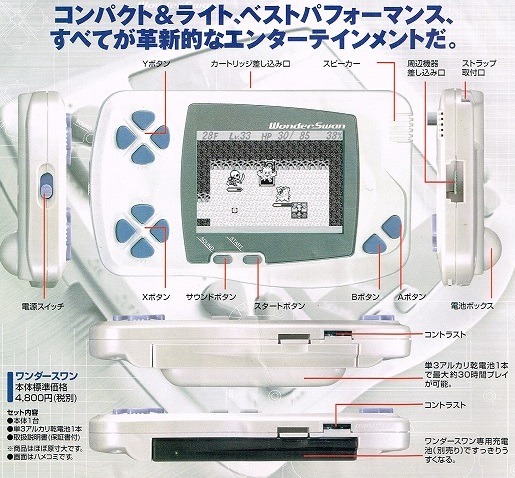 コンパクト&ライト、ベストパフォーマンス、
すべてが革新的なエンターテインメントだ。
Yボタン
カートリッジ差し込み口
スピーカー
周辺機器
差し込み口
ストラップ
取付口
WonderSwan
28F Lv.33 HP 30/ 85 38%
SOUND
START
電源スイッチ
Xボタン
サウンドボタン
スタートボタン
Bボタン
Aボタン
電池ボックス
コントラスト
単3アルカリ乾電池1本
で最大約30時間プレイ
が可能。
ワンダースワン
本体標準価格
4,800円(税別)
セット内容
●本体1台
●単3アルカリ乾電池1本
●取扱説明書(保証書付)
※商品はほぼ原寸大です。
※画面はハメコミです。
コントラスト
ワンダースワン専用充電
池(別売り)ですっきりう
すくなる。